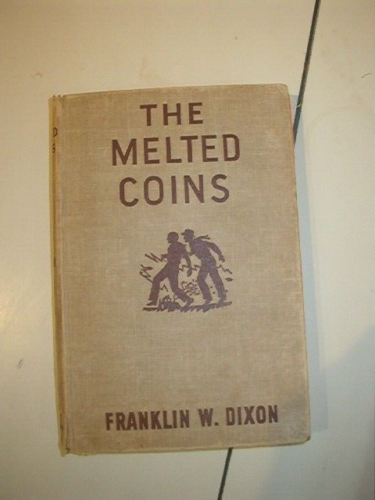 THE
MELTED
COINS
FRANKLIN W. DIXON